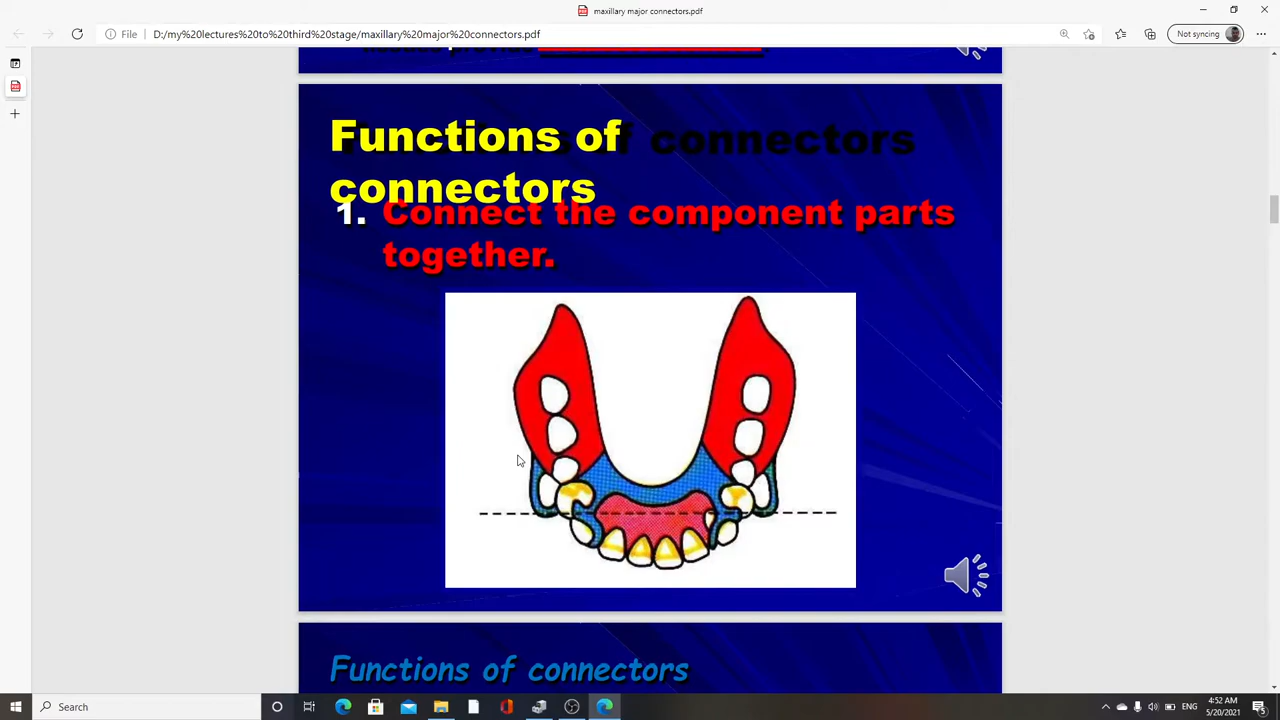 maxillary major connectors.pdf
File
D:/my%20lectures%20to%20third%20stage/maxillary%20major%20connectors.pdf
Not syncing
Functions of
connectors
1. Connect the component parts
together.
Functions of connectors
Search
4:52 AM
5/20/2021